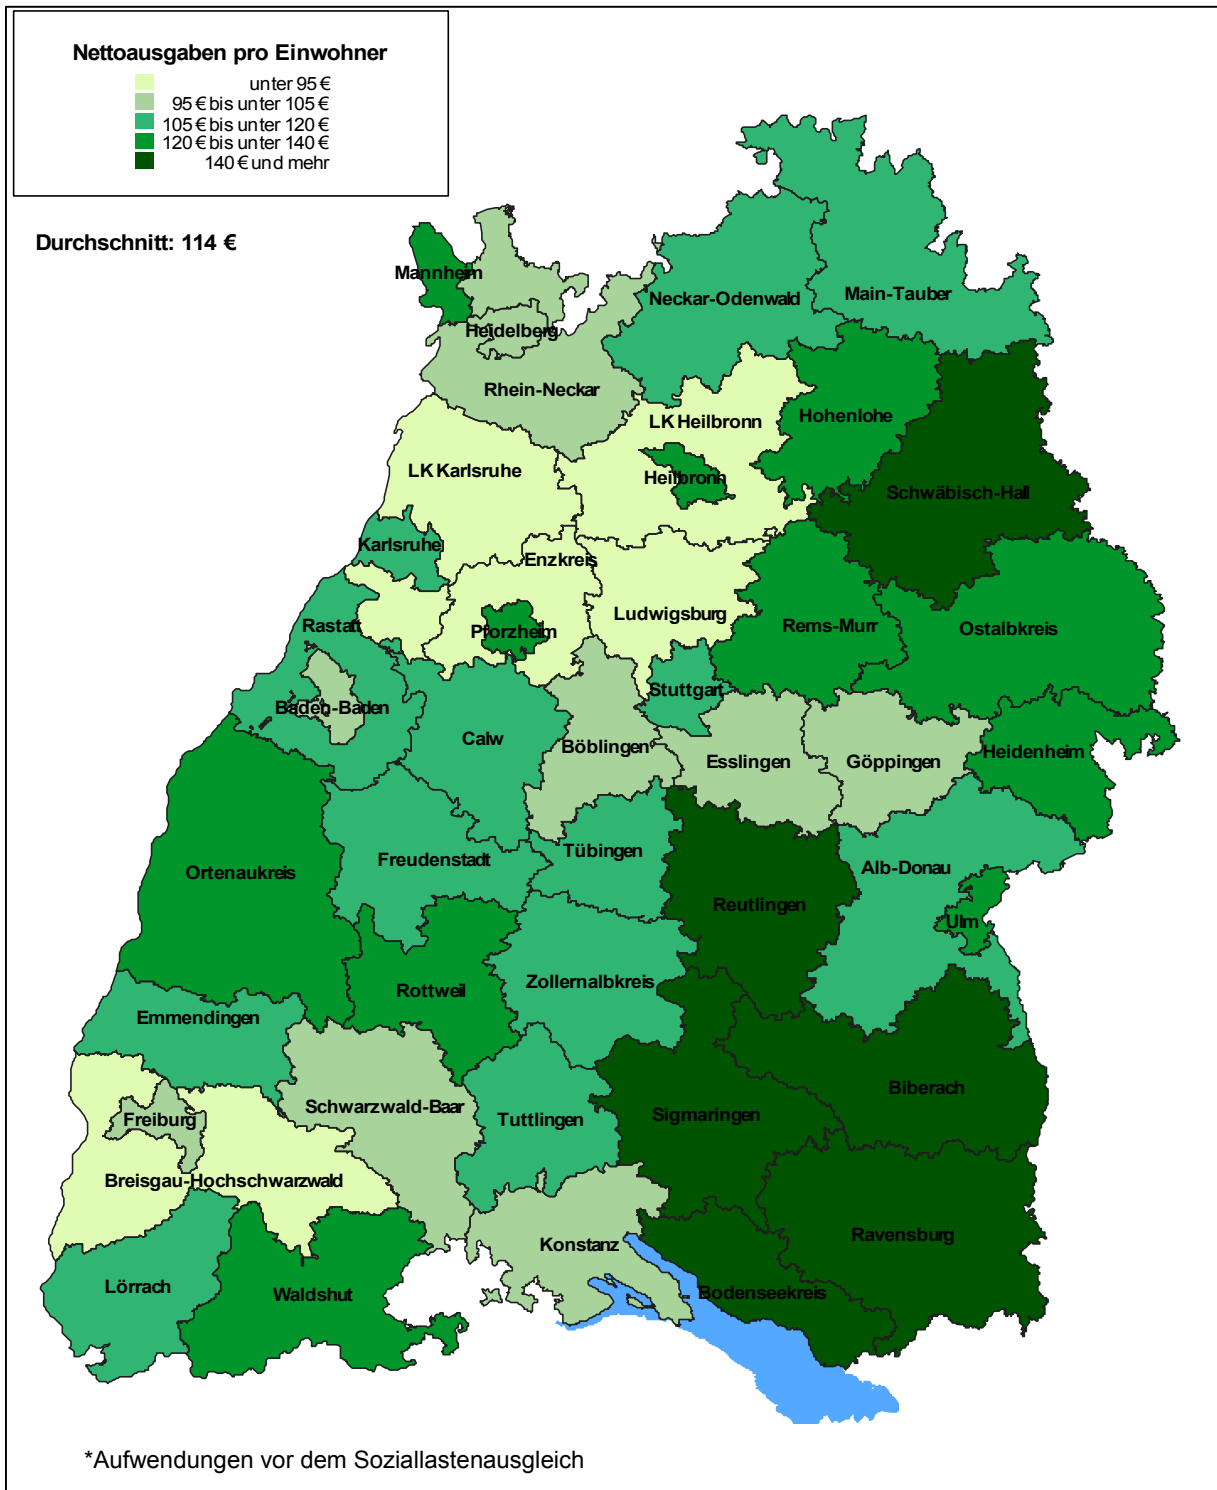 Nettoausgaben pro Einwohner
unter 95 €
95 € bis unter 105 €
105 € bis unter 120 €
120 € bis unter 140 €
140 € und mehr
Durchschnitt: 114 €
Mannheim
Neckar-Odenwald
Main-Tauber
Heidelberg
Rhein-Neckar
LK Heilbronn
Hohenlohe
LK Karlsruhe
Heilbronn
Schwäbisch-Hall
Karlsruhe
Enzkreis
Ludwigsburg
Rastatt
Pforzheim
Rems-Murr
Ostalbkreis
Stuttgart
Baden-Baden
Calw
Böblingen
Esslingen
Göppingen
Heidenheim
Freudenstadt
Tübingen
Alb-Donau
Ortenaukreis
Reutlingen
Ulm
Zollernalbkreis
Rottweil
Emmendingen
Biberach
Schwarzwald-Baar
Sigmaringen
Freiburg
Tuttlingen
Breisgau-Hochschwarzwald
Ravensburg
Konstanz
Lörrach
Waldshut
Bodenseekreis
*Aufwendungen vor dem Soziallastenausgleich